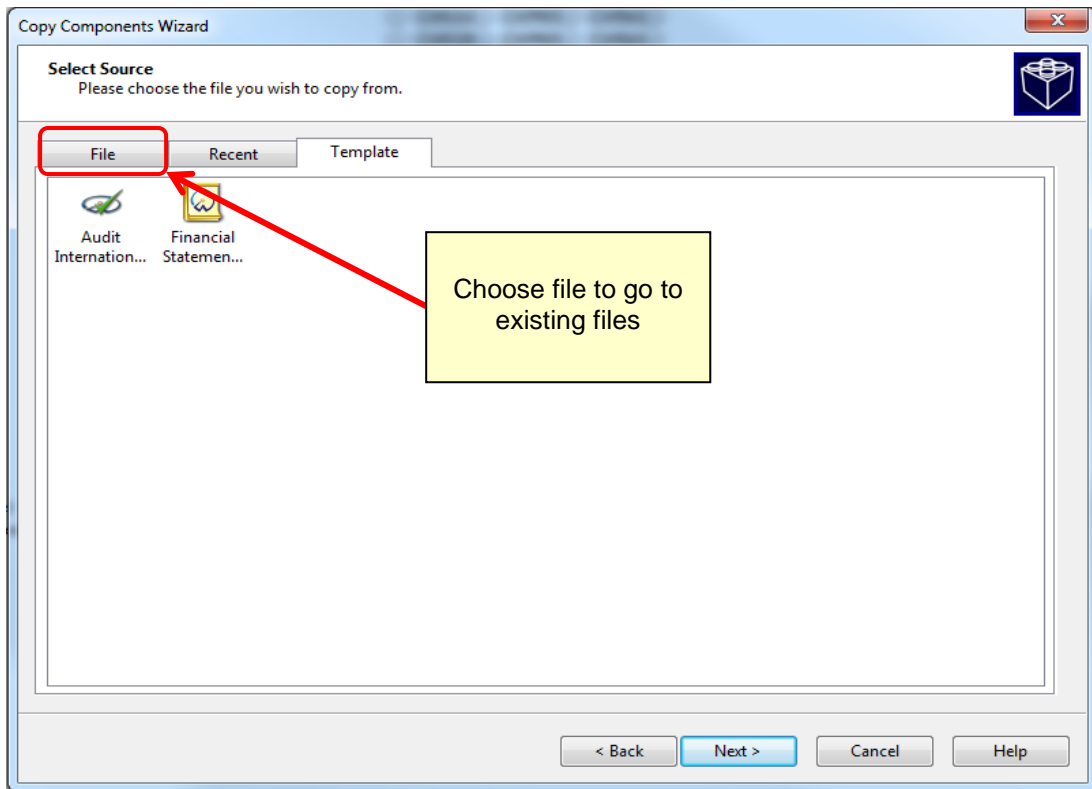 Copy Components Wizard
Select Source
Please choose the file you wish to copy from.
File Recent Template
Audit Internation...
Financial Statemen...
Choose file to go to
existing files
< Back Next > Cancel Help